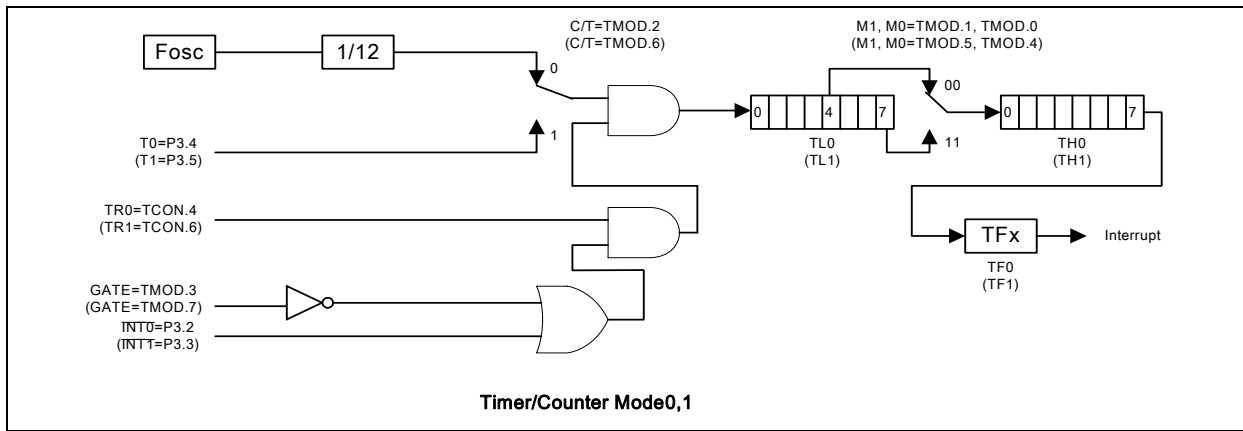 C/T=TMOD.2
(C/T=TMOD.6)
M1, M0=TMOD.1, TMOD.0
(M1, M0=TMOD.5, TMOD.4)
Fosc
1/12
0
1
T0=P3.4
(T1=P3.5)
0
4
7
TL0
(TL1)
00
11
0
7
TH0
(TH1)
TR0=TCON.4
(TR1=TCON.6)
TFx
Interrupt
TF0
(TF1)
GATE=TMOD.3
(GATE=TMOD.7)
INT0=P3.2
(INT1=P3.3)
Timer/Counter Mode0,1